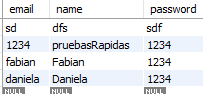 email name password
sd dfs sdf
1234 pruebasRapidas 1234
fabian Fabian 1234
daniela Daniela 1234
NULL NULL NULL